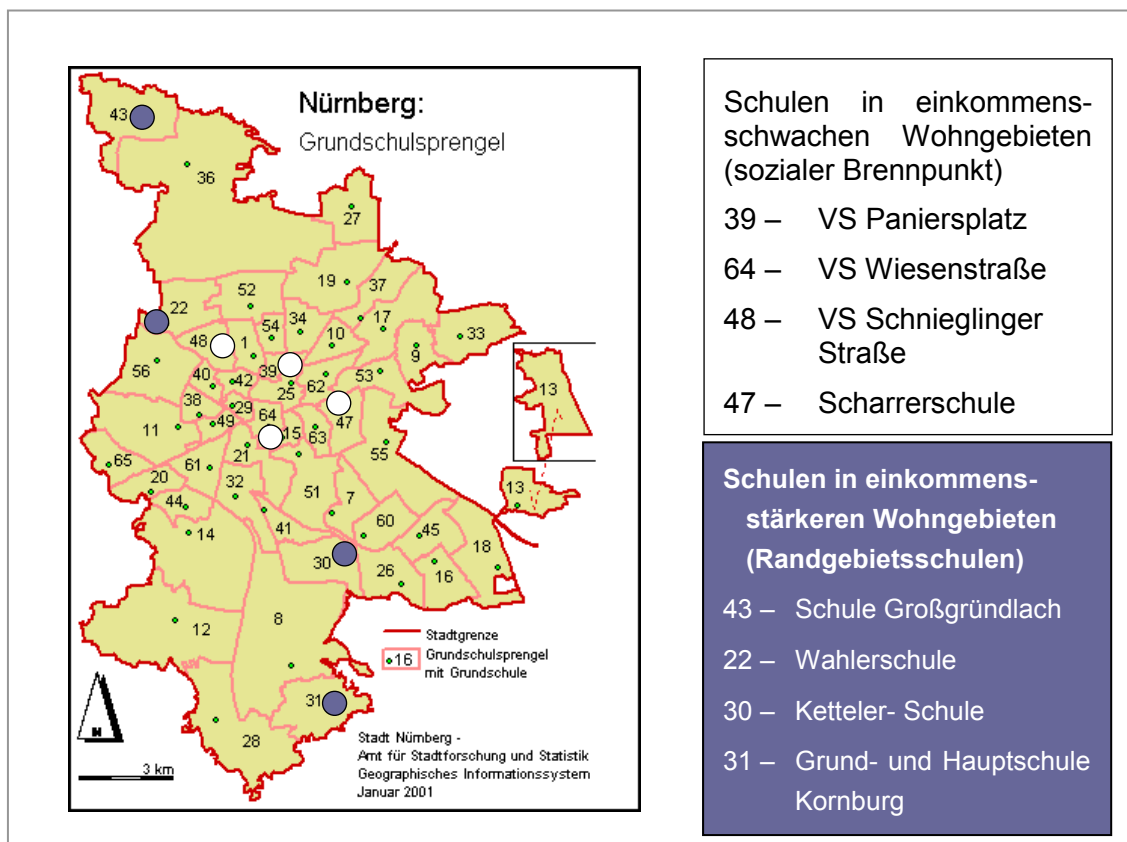 Nürnberg:
Grundschulsprengel
43
36
27
19
37
52
22
54
34
17
33
48
1
10
9
56
39
40
42
62
53
25
13
38
29
64
47
11
49
15
63
21
55
65
61
20
32
13
44
51
7
41
60
45
14
18
30
26
16
12
8
Stadtgrenze
16
Grundschulsprengel
mit Grundschule
31
28
N
3 km
Stadt Nürnberg -
Amt für Stadtforschung und Statistik
Geographisches Informationssystem
Januar 2001
Schulen in einkommens-
schwachen Wohngebieten
(sozialer Brennpunkt)
39 – VS Paniersplatz
64 – VS Wiesenstraße
48 – VS Schnieglinger
Straße
47 – Scharrerschule
Schulen in einkommens-
stärkeren Wohngebieten
(Randgebietsschulen)
43 – Schule Großgründlach
22 – Wahlerschule
30 – Ketteler- Schule
31 – Grund- und Hauptschule
Kornburg